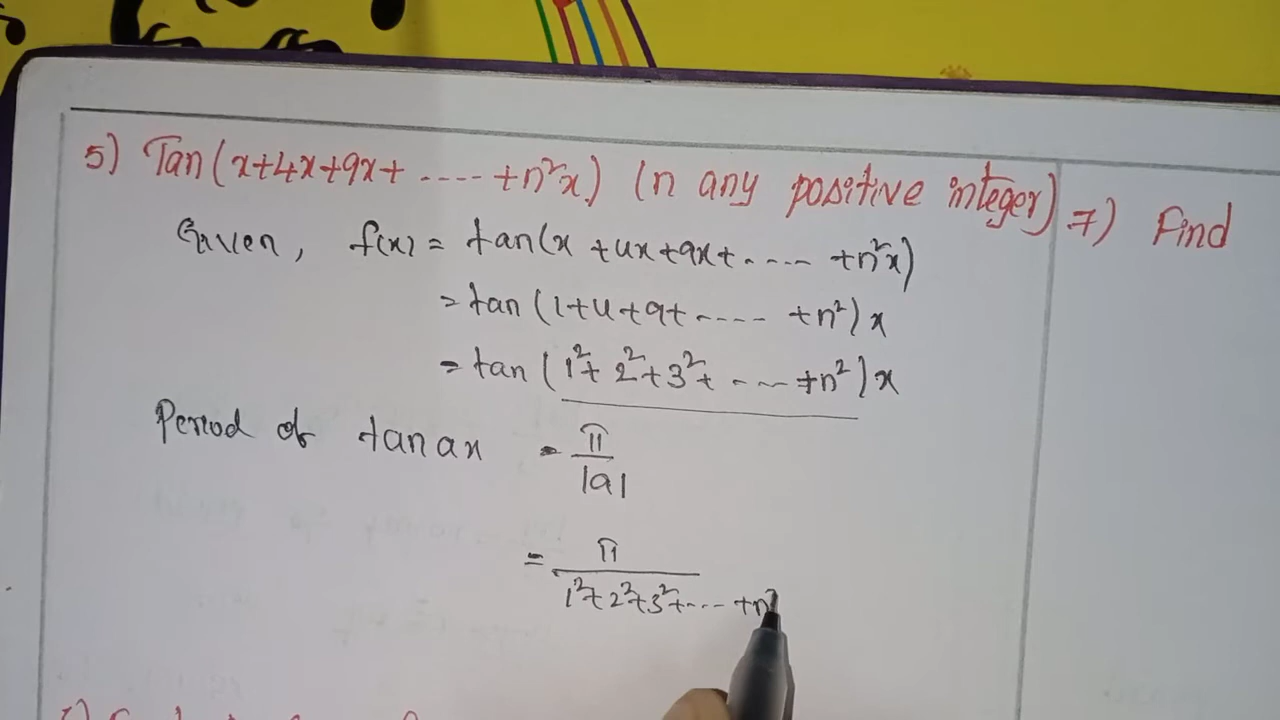 5) Tan(x+4x+9x+ ..... +n²x) (n any positive integer)
Given, f(x) = tan(x+4x+9x+..... +n²x)
= tan (1+4+9+..... +n²) x
= tan (1²+2²+3²+ ..... +n²) x
Period of tan ax = π/|a|
= π/(1²+2²+3²+.... +n²
7) Find